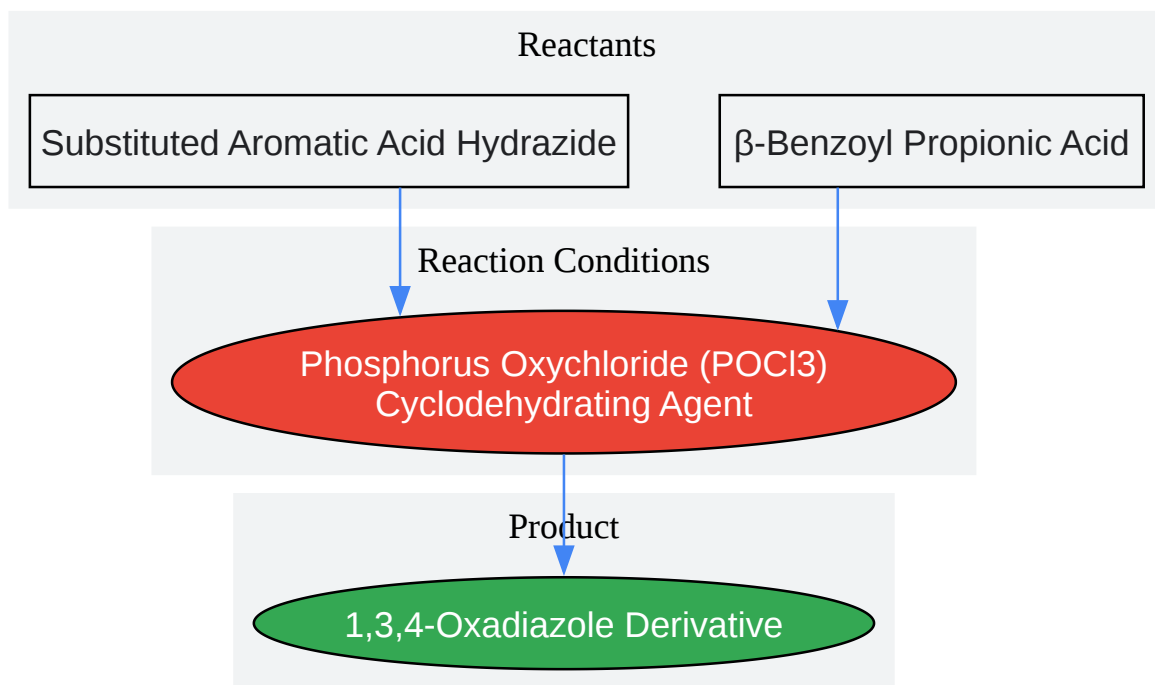 Reactants
Substituted Aromatic Acid Hydrazide
β-Benzoyl Propionic Acid
Reaction Conditions
Phosphorus Oxychloride (POCl3)
Cyclodehydrating Agent
Product
1,3,4-Oxadiazole Derivative